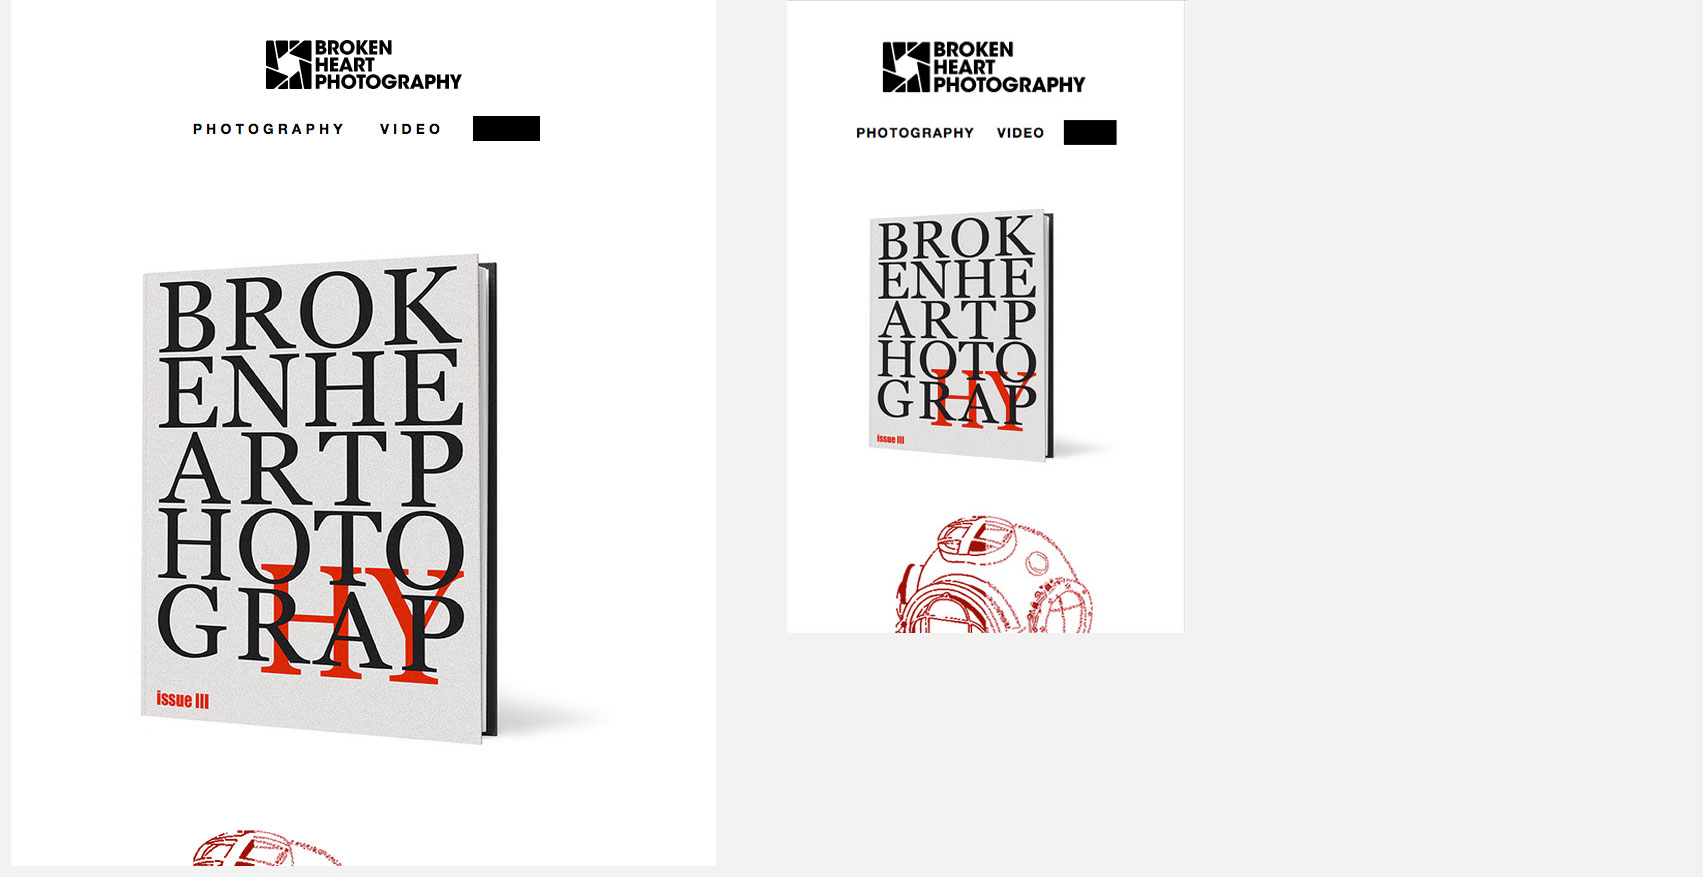 BROKEN
HEART
PHOTOGRAPHY
PHOTOGRAPHY VIDEO
BROK
ENHE
ARTP
HOTO
HY
GRAP
issue III
BROKEN
HEART
PHOTOGRAPHY
PHOTOGRAPHY VIDEO
BROK
ENHE
ARTP
HOTO
HY
GRAP
issue III